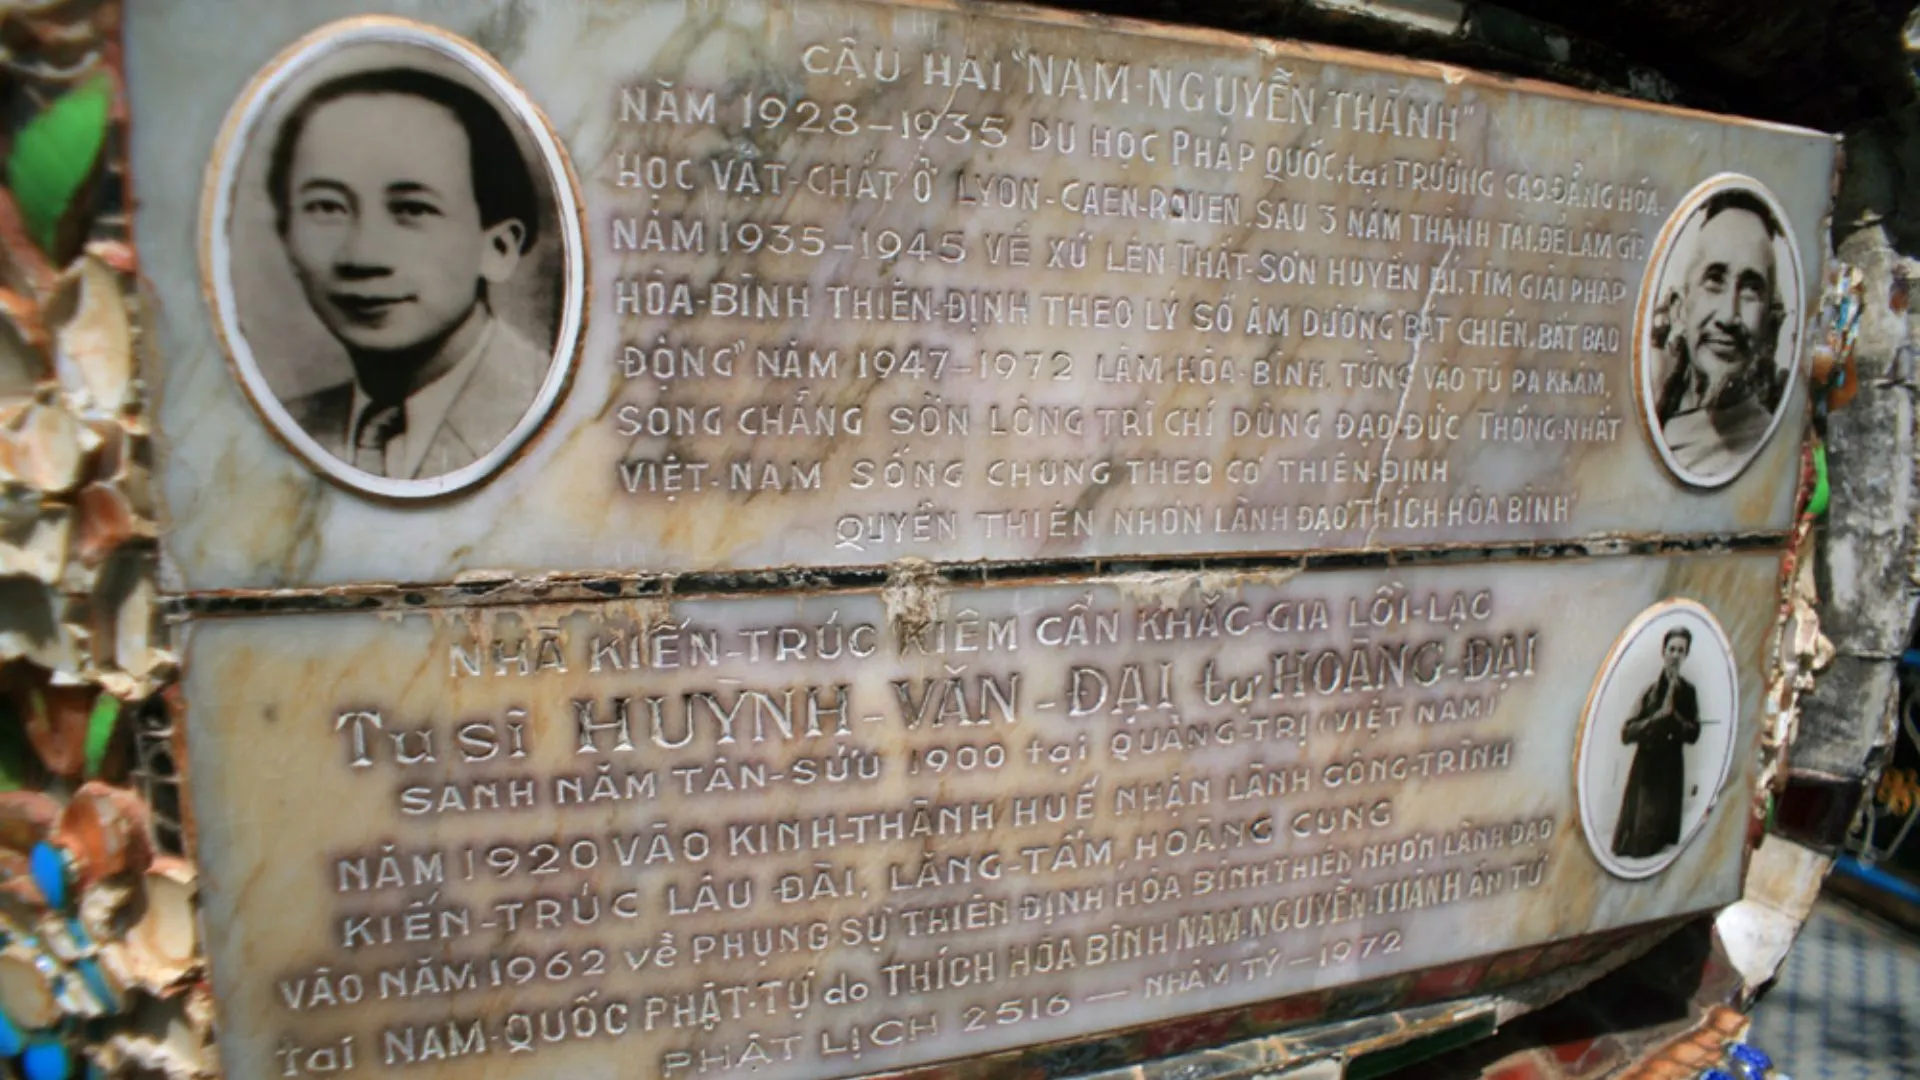 CẬU HAI "NAM-NGUYỄN-THÀNH"
NĂM 1928-1935 DU HỌC PHÁP QUỐC, tại TRƯỜNG CAO-ĐẲNG HÓA-
HỌC VẬT-CHẤT Ở LYON-CAEN-ROUEN. SAU 3 NĂM THÀNH TÀI, ĐỂ LÀM GÌ?
NĂM 1935-1945 VỀ XỨ LÊN THẤT-SƠN HUYỀN BÍ, TÌM GIẢI PHÁP
HÒA-BÌNH THIÊN-ĐỊNH THEO LÝ SỐ ÂM DƯƠNG "BẤT CHIẾN, BẤT BẠO
ĐỘNG" NĂM 1947-1972 LÀM HÒA-BÌNH, TỪNG VÀO TÙ RA KHÁM,
SONG CHẲNG SỜN LÒNG TRÌ CHÍ DÙNG ĐẠO-ĐỨC THỐNG-NHẤT
VIỆT-NAM SỐNG CHUNG THEO CƠ THIÊN-ĐỊNH
QUYỀN THIÊN NHƠN LÃNH ĐẠO "THÍCH-HÒA BÌNH"
NHÀ KIẾN-TRÚC KIÊM CẨN KHẮC-GIA LỖI-LẠC
Tu sĩ HUỲNH-VĂN-ĐẠI tự HOÀNG-ĐẠI
SANH NĂM TÂN-SỬU 1900 tại QUẢNG-TRỊ (VIỆT NAM)
NĂM 1920 VÀO KINH-THÀNH HUẾ NHẬN LÃNH CÔNG-TRÌNH
KIẾN-TRÚC LÂU ĐÀI, LĂNG-TẨM, HOÀNG CUNG
VÀO NĂM 1962 về PHỤNG SỰ THIÊN ĐỊNH HÒA BÌNH THIÊN NHƠN LÃNH ĐẠO
Tại NAM-QUỐC PHẬT-TỰ do THÍCH HÒA BÌNH NAM-NGUYỄN-THÀNH ẤN TỨ
PHẬT LỊCH 2516 — NHÂM TÝ - 1972